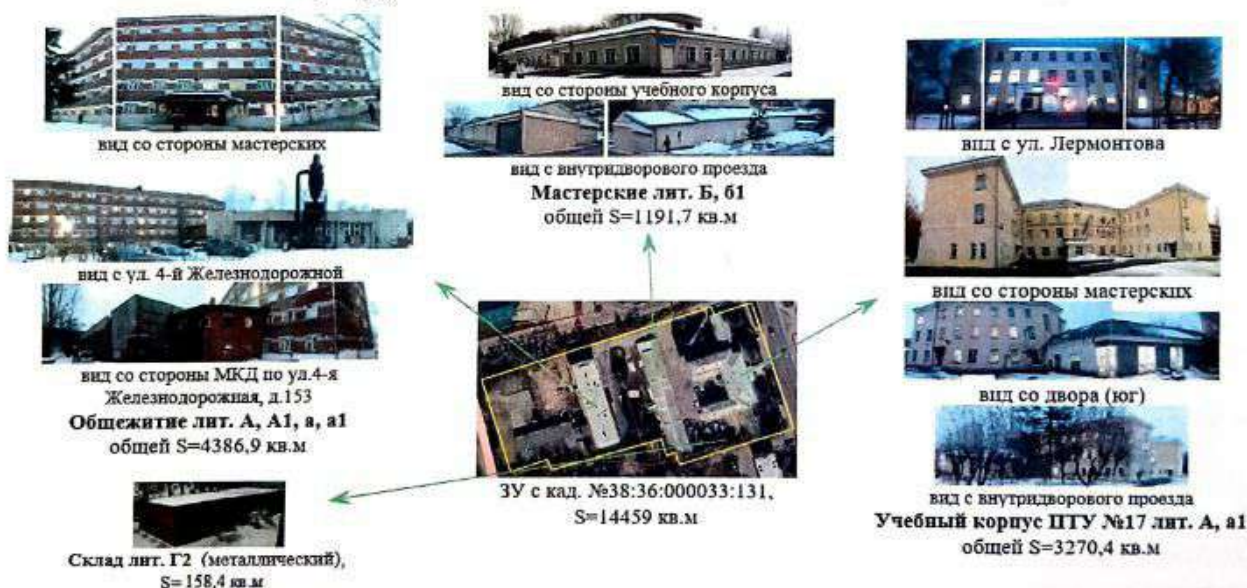 вид со стороны мастерских
вид с ул. 4-й Железнодорожной
вид со стороны МКД по ул.4-я
Железнодорожная, д.153
Общежитие лит. А, А1, а, а1
общей S=4386,9 кв.м
Склад лит. Г2 (металлический),
S= 158,4 кв.м
вид со стороны учебного корпуса
вид с внутридворового проезда
Мастерские лит. Б, б1
общей S=1191,7 кв.м
ЗУ с кад. №38:36:000033:131,
S=14459 кв.м
вид с ул. Лермонтова
вид со стороны мастерских
вид со двора (юг)
вид с внутридворового проезда
Учебный корпус ПТУ №17 лит. А, а1
общей S=3270,4 кв.м